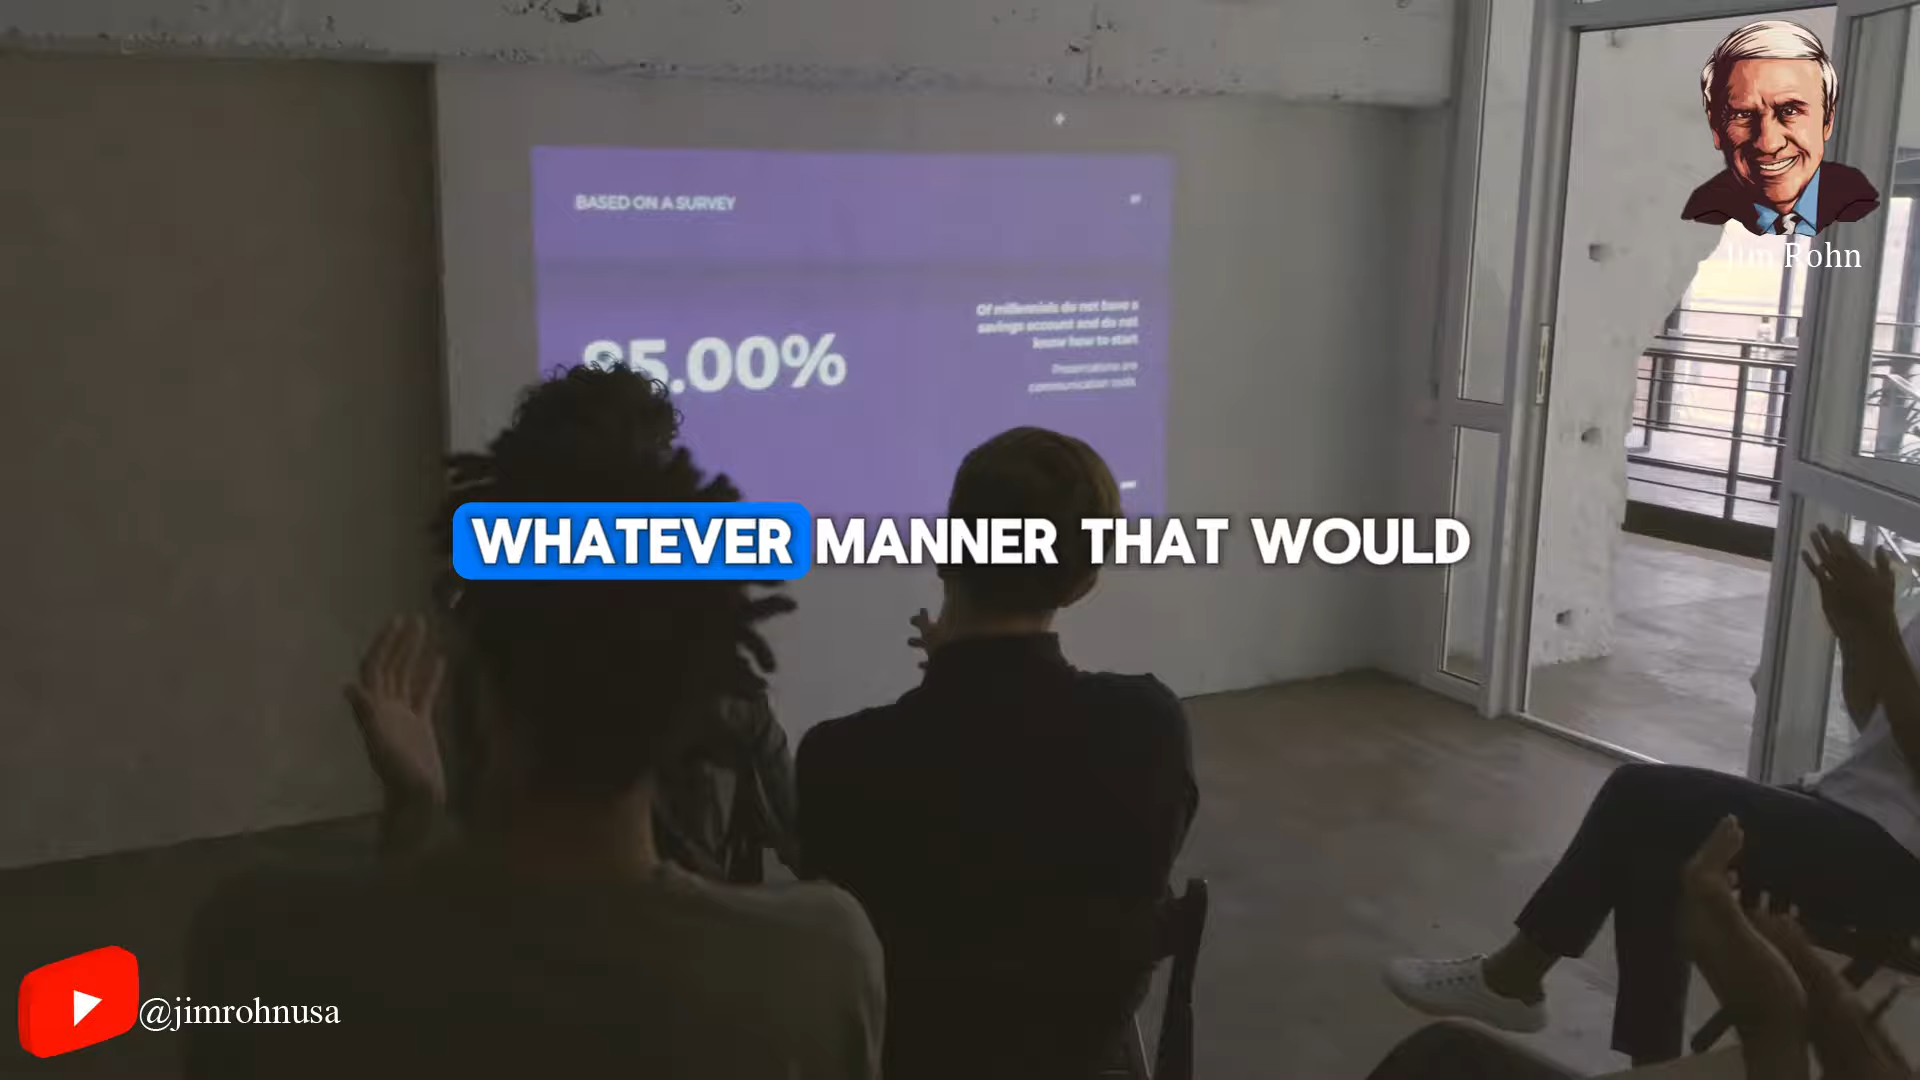 BASED ON A SURVEY
Of millennials do not have a
savings account and do not
know how to start
Presentations are
communication tools
Jim Rohn
WHATEVER MANNER THAT WOULD
@jimrohnusa